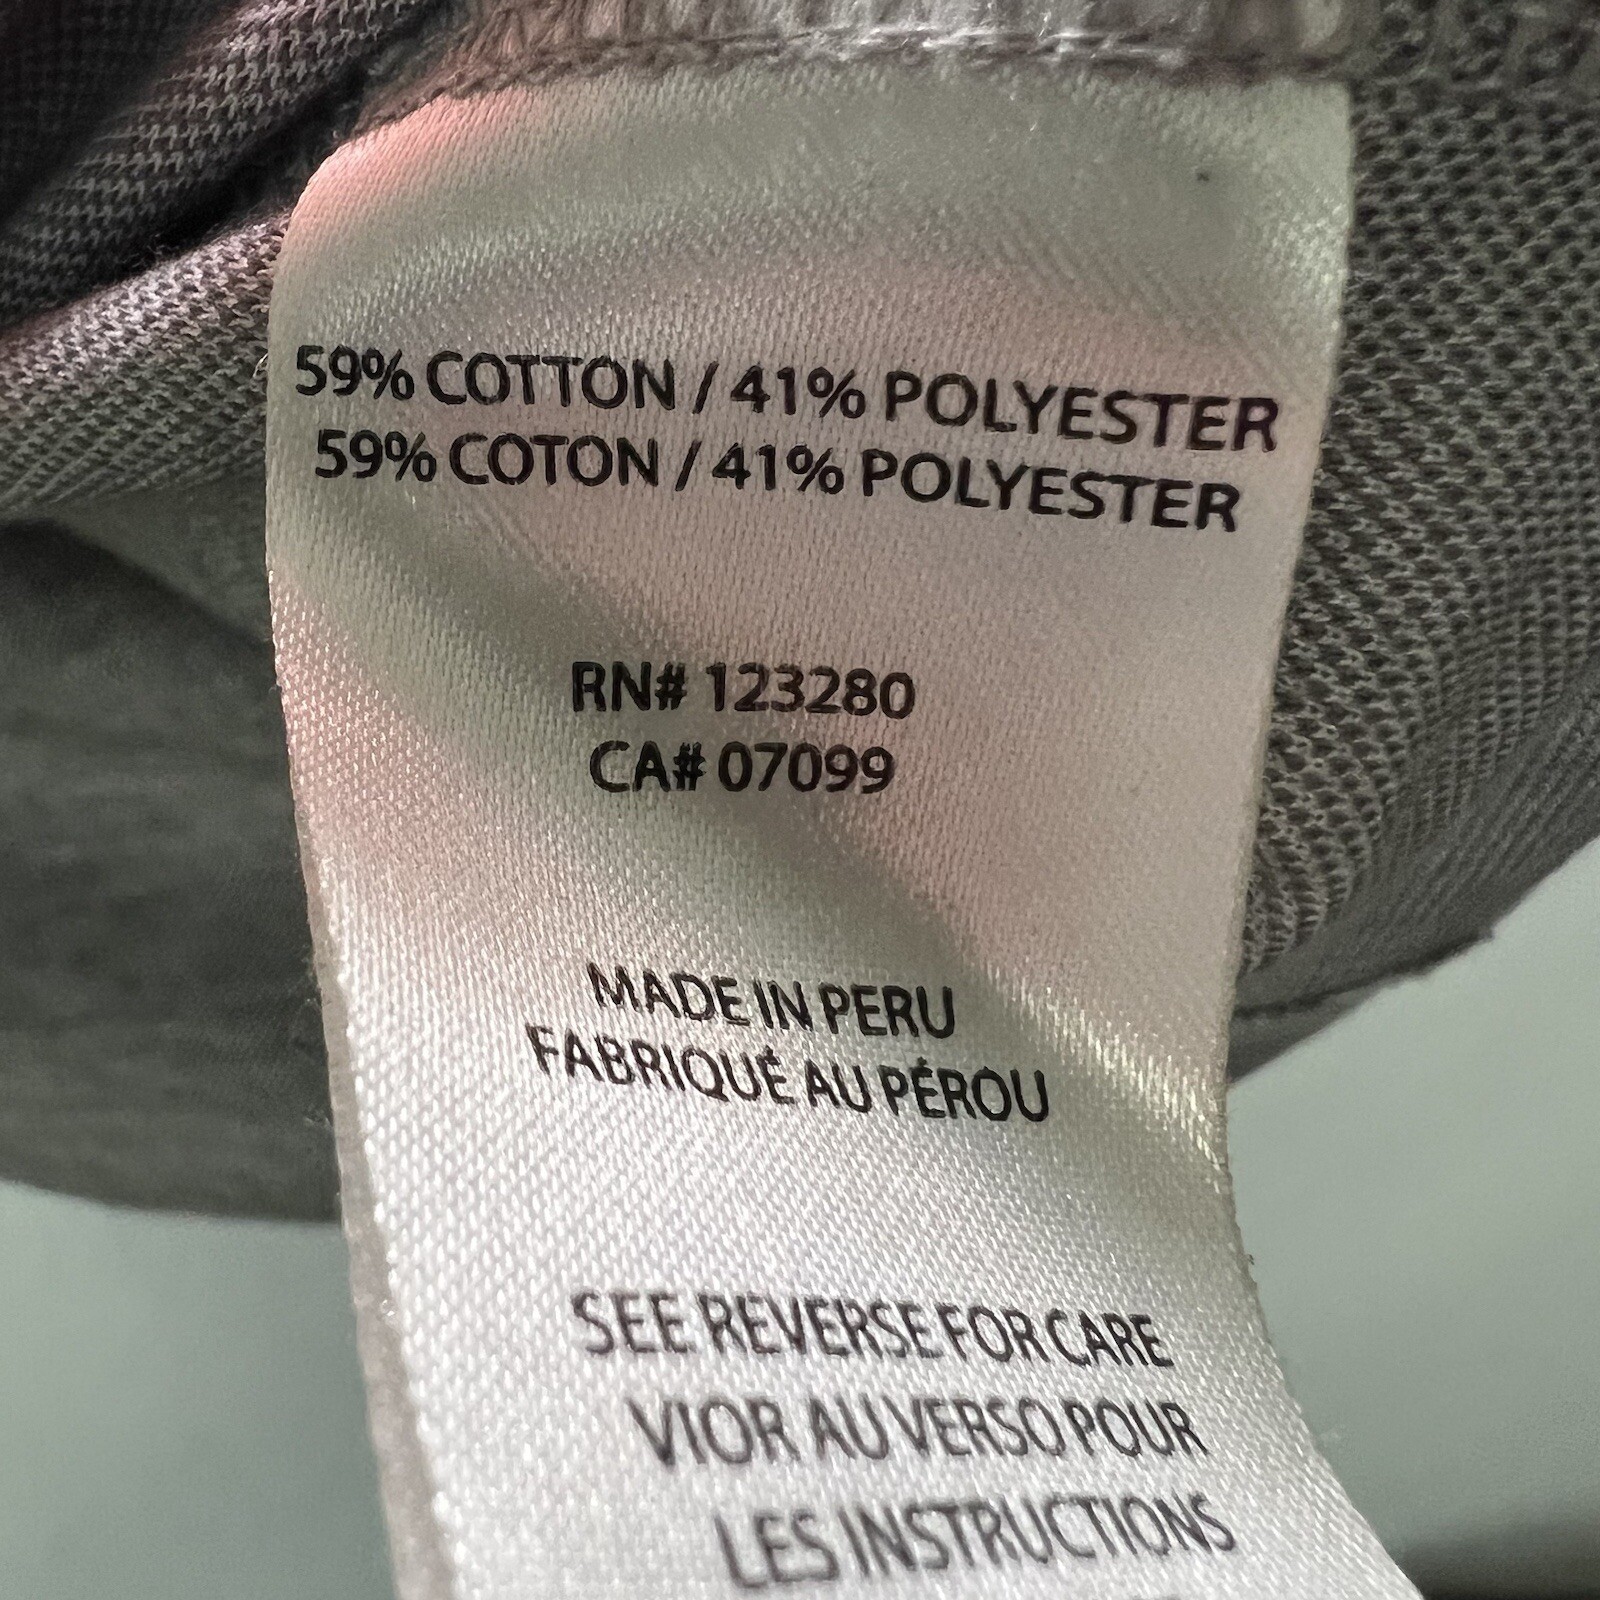 59% COTTON / 41% POLYESTER
59% COTON / 41% POLYESTER
RN# 123280
CA# 07099
MADE IN PERU
FABRIQUÉ AU PÉROU
SEE REVERSE FOR CARE
VIOR AU VERSO POUR
LES INSTRUCTIONS